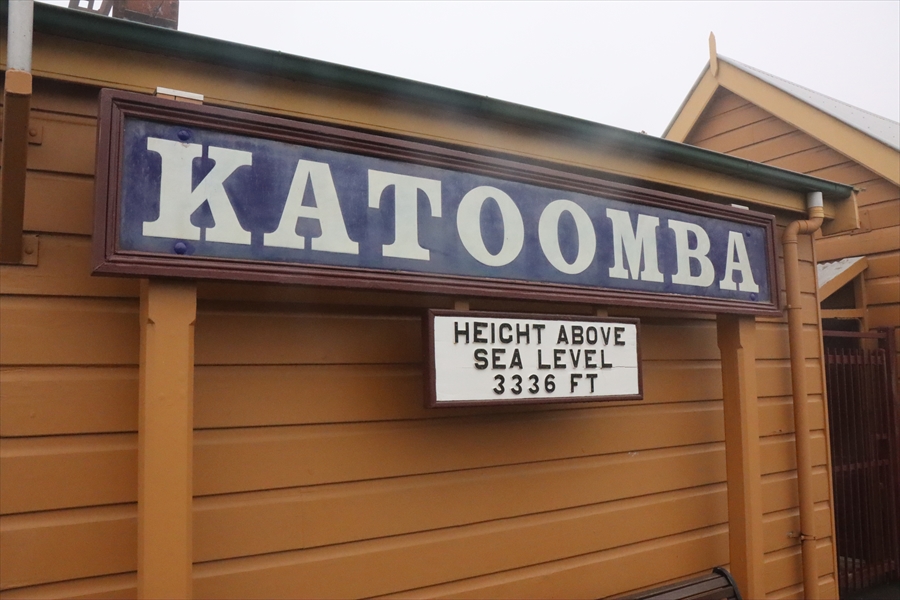 KATOOMBA
HEIGHT ABOVE
SEA LEVEL
3336 FT